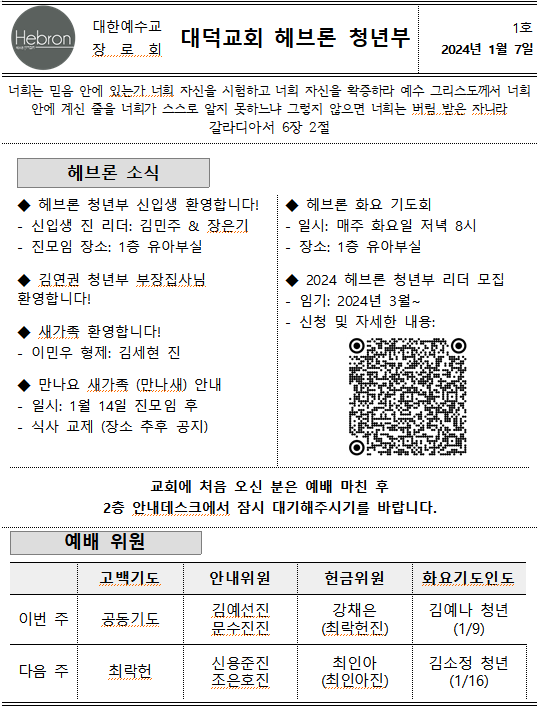 Hebron
대한예수교
장 로 회
대덕교회 헤브론 청년부
1호
2024년 1월 7일
너희는 믿음 안에 있는가 너희 자신을 시험하고 너희 자신을 확증하라 예수 그리스도께서 너희
안에 계신 줄을 너희가 스스로 알지 못하느냐 그렇지 않으면 너희는 버림 받은 자니라
갈라디아서 6장 2절
헤브론 소식
◆ 헤브론 청년부 신입생 환영합니다!
- 신입생 진 리더: 김민주 & 장은기
- 진모임 장소: 1층 유아부실
◆ 김연권 청년부 부장집사님
환영합니다!
◆ 새가족 환영합니다!
- 이민우 형제: 김세현 진
◆ 만나요 새가족 (만나새) 안내
- 일시: 1월 14일 진모임 후
- 식사 교제 (장소 추후 공지)
◆ 헤브론 화요 기도회
- 일시: 매주 화요일 저녁 8시
- 장소: 1층 유아부실
◆ 2024 헤브론 청년부 리더 모집
- 임기: 2024년 3월~
- 신청 및 자세한 내용:
교회에 처음 오신 분은 예배 마친 후
2층 안내데스크에서 잠시 대기해주시기를 바랍니다.
예배 위원
고백기도 안내위원 헌금위원 화요기도인도
이번 주 공동기도 김예선진 문수진진 강채은 (최락헌진) 김예나 청년 (1/9)
다음 주 최락헌 신용준진 조은호진 최인아 (최인아진) 김소정 청년 (1/16)